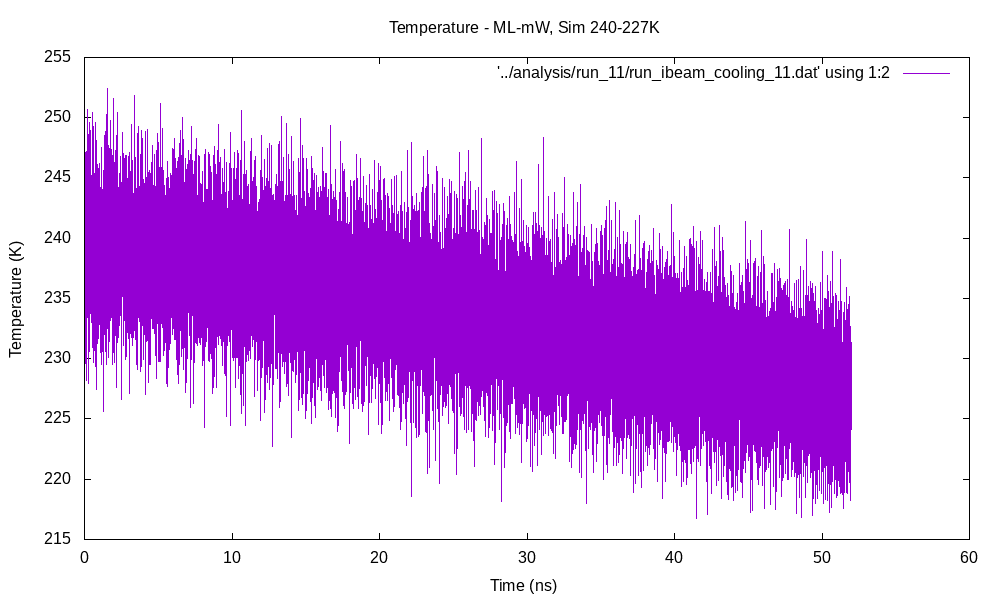 Temperature - ML-mW, Sim 240-227K
'../analysis/run_11/run_ibeam_cooling_11.dat' using 1:2
255
250
245
240
235
230
225
220
215
Temperature (K)
0 10 20 30 40 50 60
Time (ns)